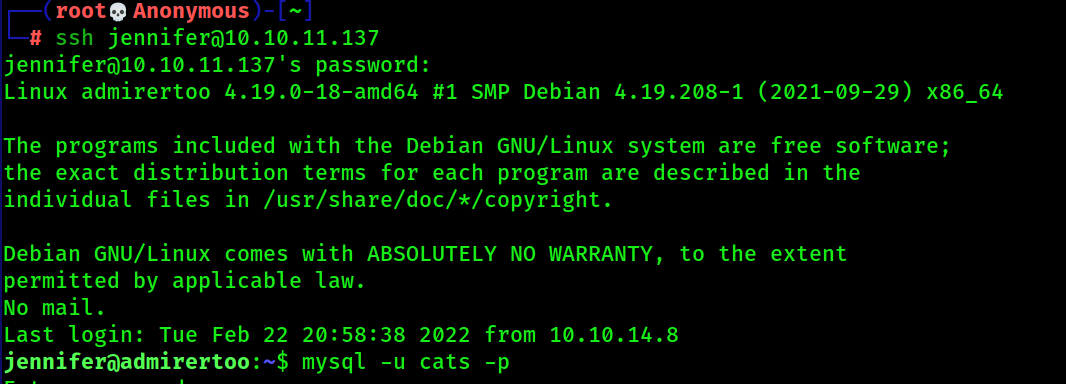 ┌──(root💀Anonymous)-[~]
└─# ssh jennifer@10.10.11.137
jennifer@10.10.11.137's password:
Linux admirertoo 4.19.0-18-amd64 #1 SMP Debian 4.19.208-1 (2021-09-29) x86_64
The programs included with the Debian GNU/Linux system are free software;
the exact distribution terms for each program are described in the
individual files in /usr/share/doc/*/copyright.
Debian GNU/Linux comes with ABSOLUTELY NO WARRANTY, to the extent
permitted by applicable law.
No mail.
Last login: Tue Feb 22 20:58:38 2022 from 10.10.14.8
jennifer@admirertoo:~$ mysql -u cats -p